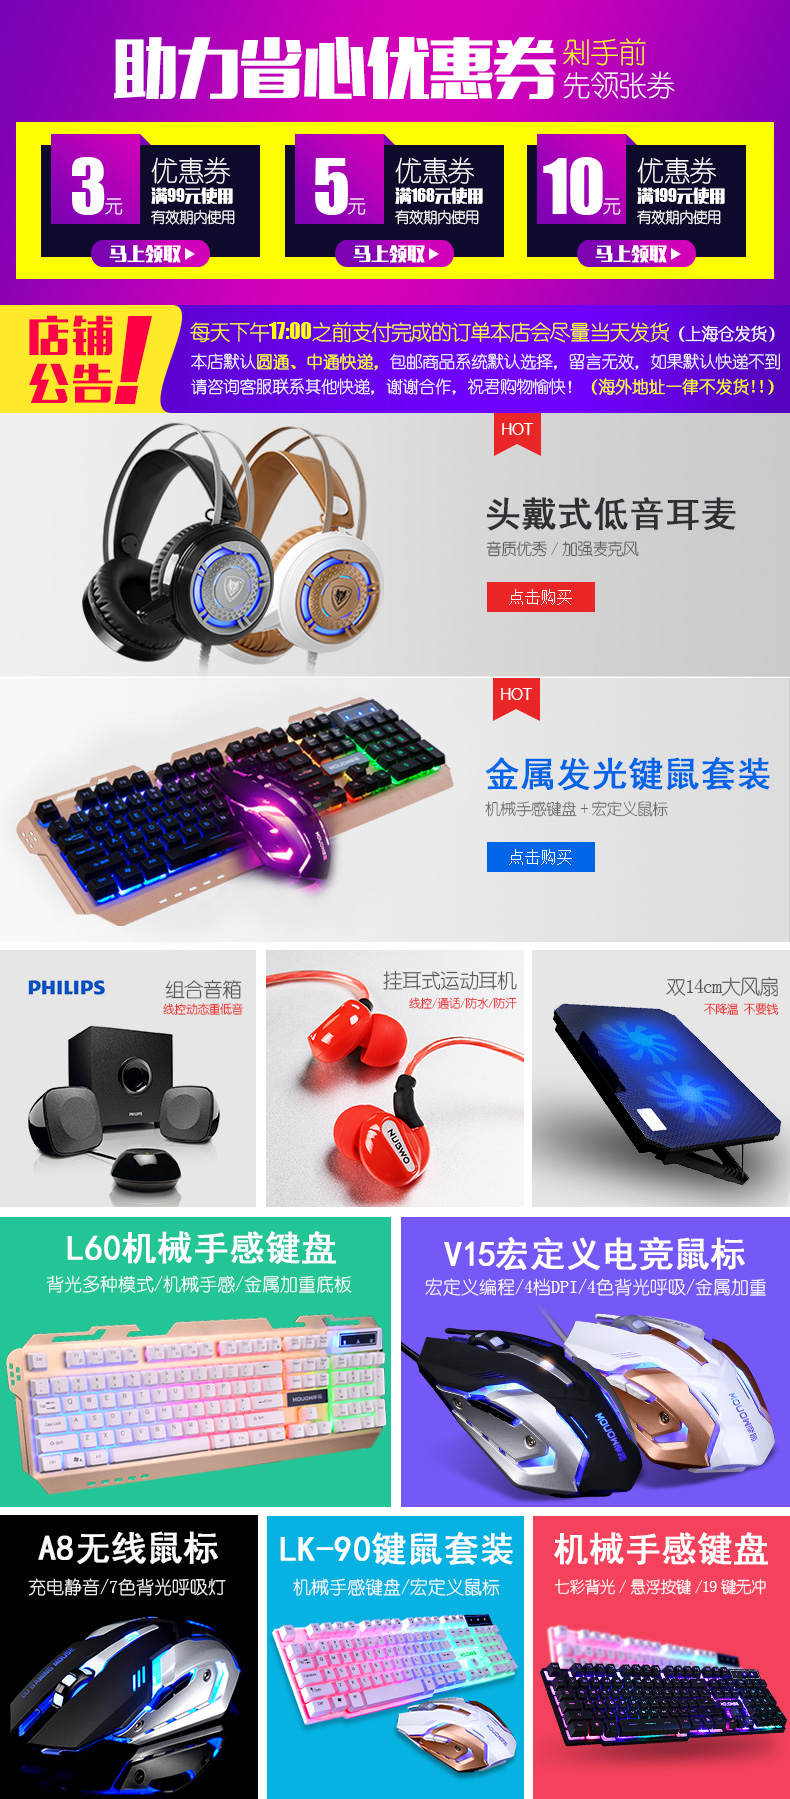 助力省心优惠券
剁手前
先领张券
3元
优惠券
满99元使用
有效期内使用
马上领取
5元
优惠券
满168元使用
有效期内使用
马上领取
10元
优惠券
满199元使用
有效期内使用
马上领取
店铺
公告!
每天下午17:00之前支付完成的订单本店会尽量当天发货（上海仓发货）
本店默认圆通、中通快递，包邮商品系统默认选择，留言无效，如果默认快递不到
请咨询客服联系其他快递，谢谢合作，祝君购物愉快！（海外地址一律不发货!!）
HOT
头戴式低音耳麦
音质优秀 / 加强麦克风
点击购买
HOT
金属发光键鼠套装
机械手感键盘 + 宏定义鼠标
点击购买
PHILIPS
组合音箱
线控动态重低音
PHILIPS
挂耳式运动耳机
线控/通话/防水/防汗
NUBWO
双14cm大风扇
不降温 不要钱
L60机械手感键盘
背光多种模式/机械手感/金属加重底板
V15宏定义电竞鼠标
宏定义编程/4档DPI/4色背光呼吸/金属加重
A8无线鼠标
充电静音/7色背光呼吸灯
LK-90键鼠套装
机械手感键盘/宏定义鼠标
机械手感键盘
七彩背光 / 悬浮按键 /19 键无冲